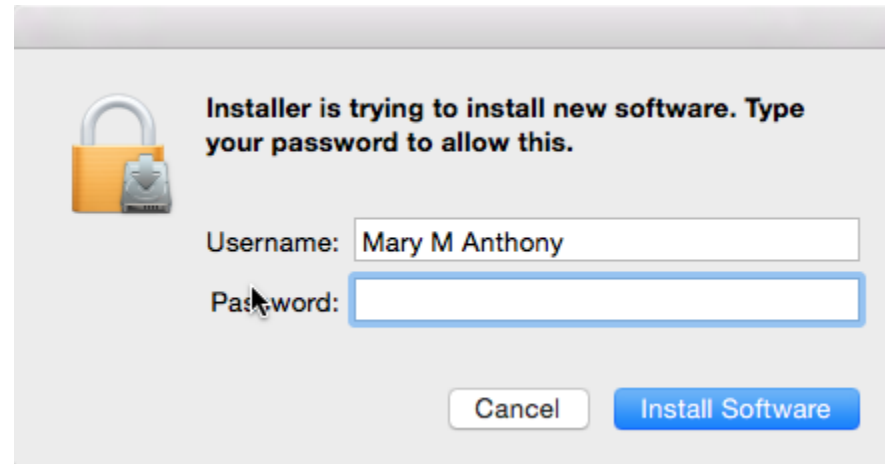 Installer is trying to install new software. Type
your password to allow this.
Username: Mary M Anthony
Password:
Cancel Install Software